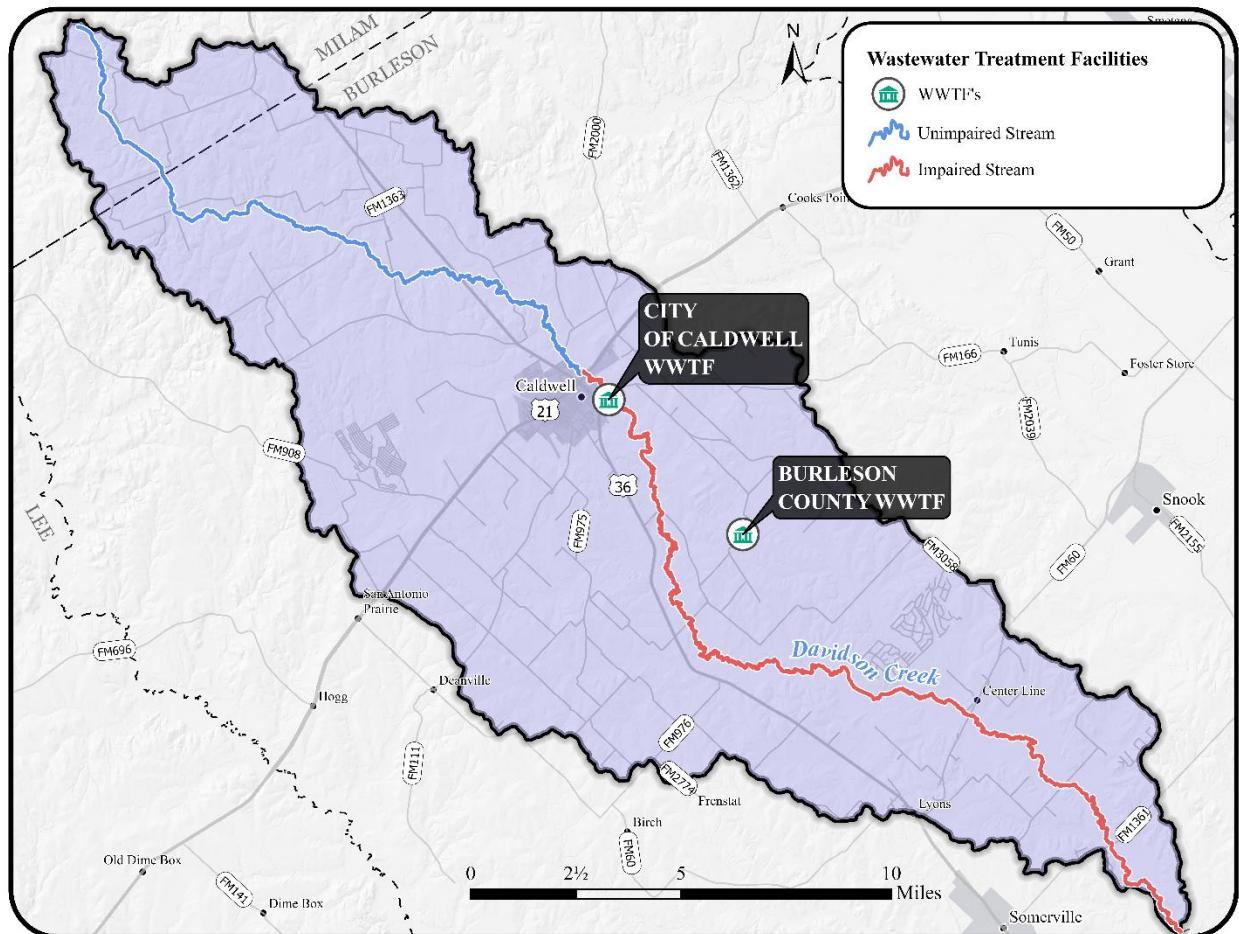 MILAM
BURLESON
N
Wastewater Treatment Facilities
WWTF's
Unimpaired Stream
Impaired Stream
FM2000
FM1362
FM1363
Cooks Poin
FM50
Grant
CITY
OF CALDWELL
WWTF
Tunis
FM166
Foster Store
Caldwell
21
FM2039
FM908
36
BURLESON
COUNTY WWTF
Snook
LEE
FM975
FM2155
FM3058
FM60
San Antonio
Prairie
FM696
Davidson Creek
Deanville
Center Line
Hogg
FM976
FM111
FM2774
Frenstat
Lyons
Birch
FM1361
FM60
Old Dime Box
0 2½ 5 10
Miles
FM141
Dime Box
Somerville